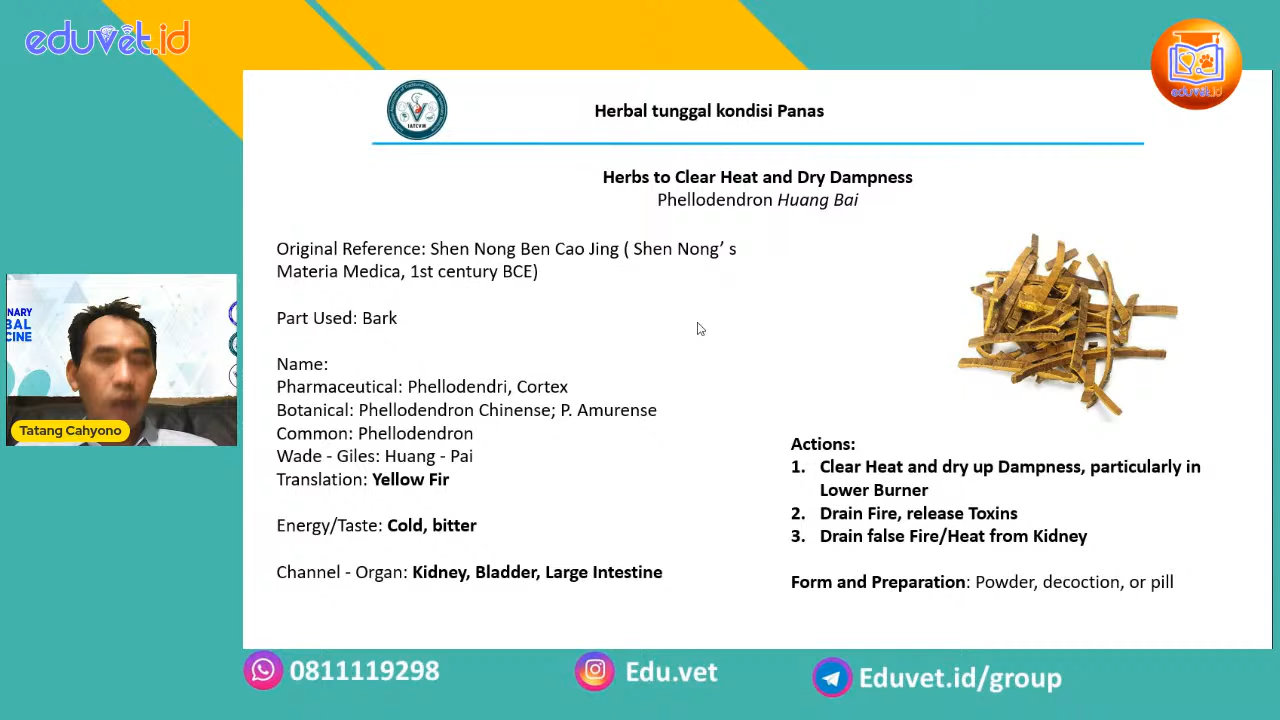 eduvet.id
eduvet.id
IATCVM
Herbal tunggal kondisi Panas
Herbs to Clear Heat and Dry Dampness
Phellodendron Huang Bai
Original Reference: Shen Nong Ben Cao Jing ( Shen Nong’ s
Materia Medica, 1st century BCE)
Part Used: Bark
Name:
Pharmaceutical: Phellodendri, Cortex
Botanical: Phellodendron Chinense; P. Amurense
Common: Phellodendron
Wade - Giles: Huang - Pai
Translation: Yellow Fir
Energy/Taste: Cold, bitter
Channel - Organ: Kidney, Bladder, Large Intestine
Actions:
1. Clear Heat and dry up Dampness, particularly in
Lower Burner
2. Drain Fire, release Toxins
3. Drain false Fire/Heat from Kidney
Form and Preparation: Powder, decoction, or pill
NARY
BAL
CINE
Tatang Cahyono
0811119298
Edu.vet
Eduvet.id/group